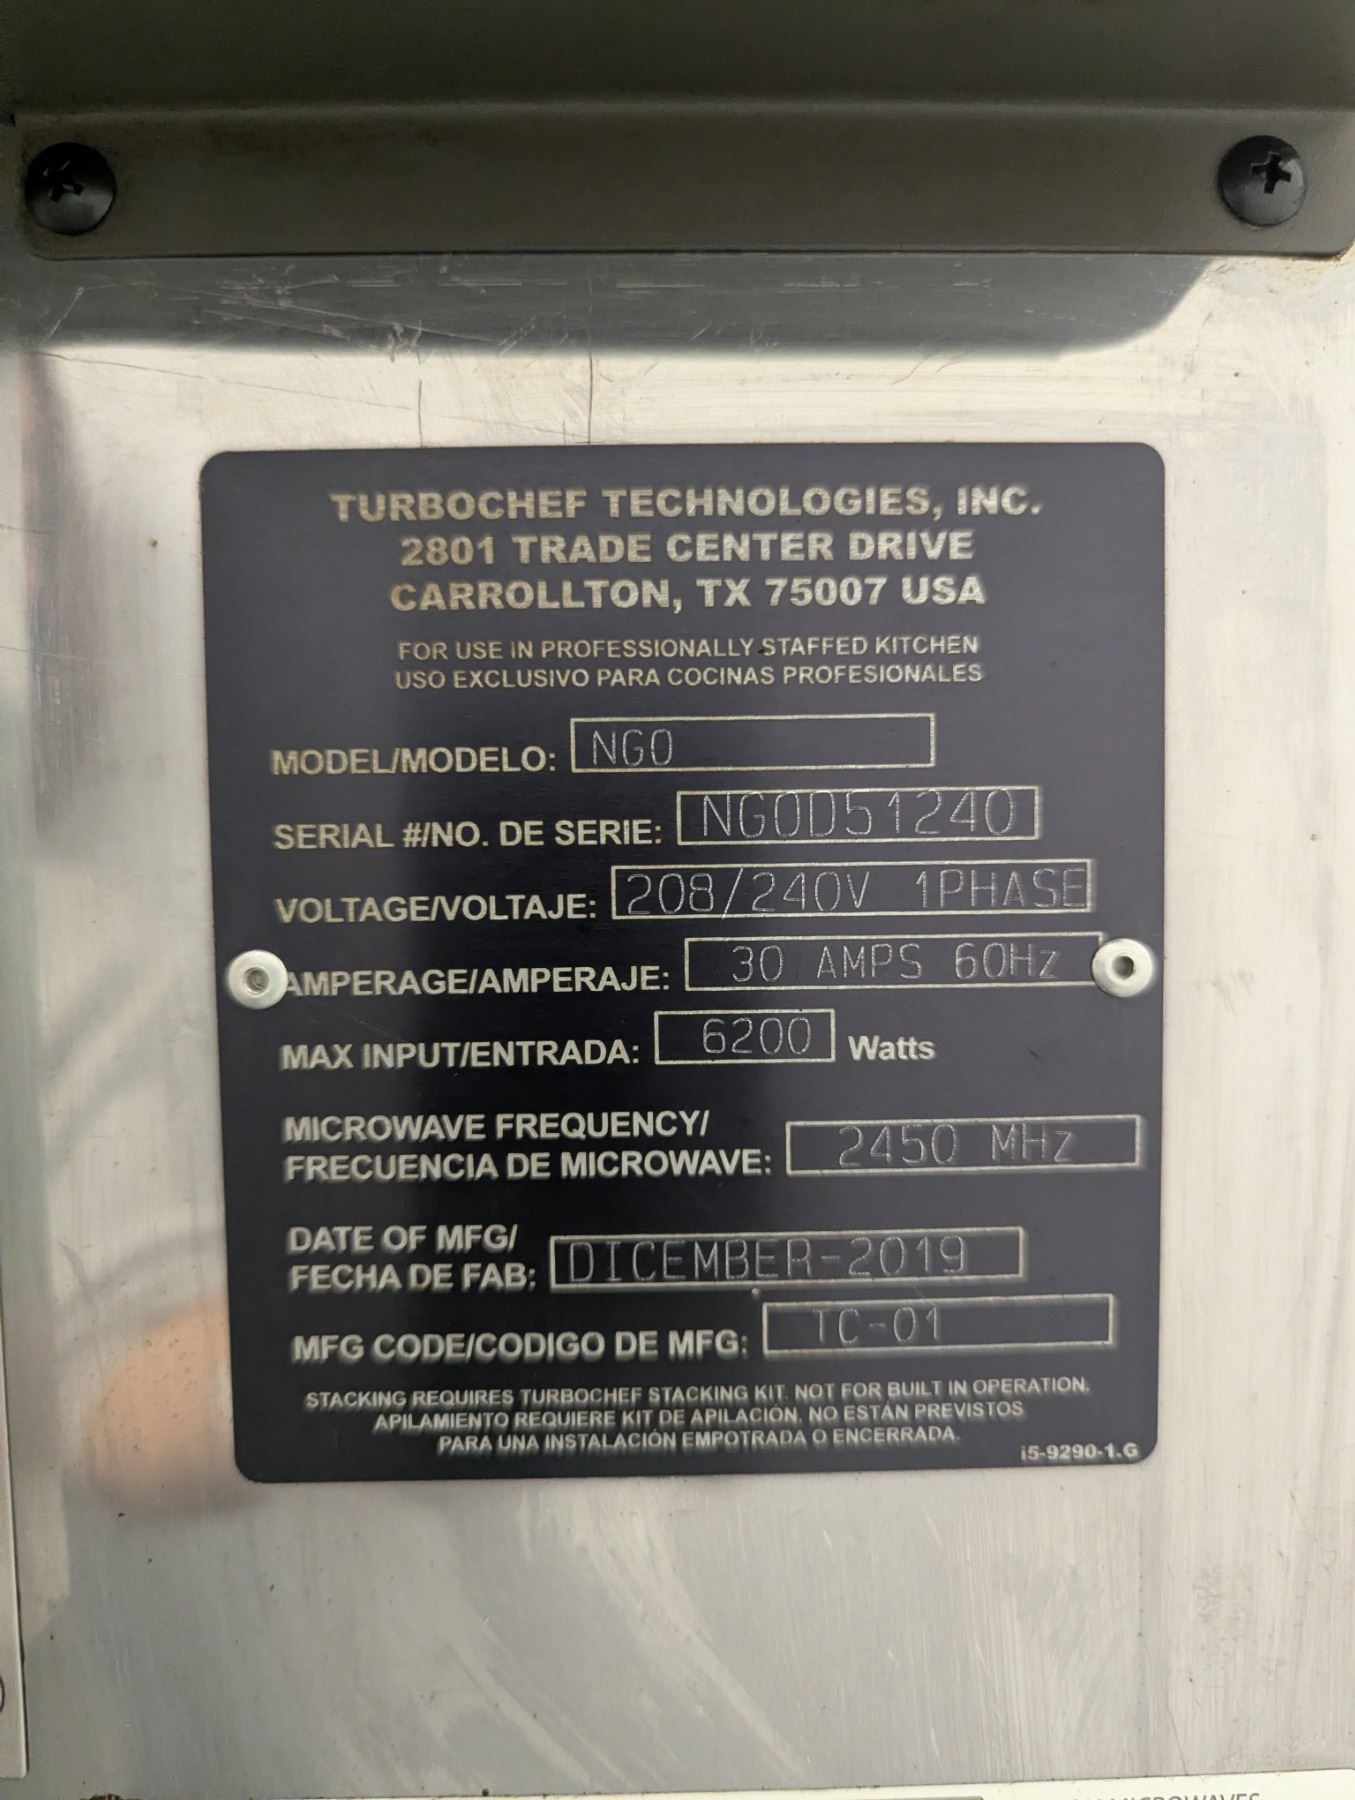 TURBOCHEF TECHNOLOGIES, INC.
2801 TRADE CENTER DRIVE
CARROLLTON, TX 75007 USA
FOR USE IN PROFESSIONALLY STAFFED KITCHEN
USO EXCLUSIVO PARA COCINAS PROFESIONALES
MODEL/MODELO: NGO
SERIAL #/NO. DE SERIE: NGOD51240
VOLTAGE/VOLTAJE: 208/240V 1PHASE
AMPERAGE/AMPERAJE: 30 AMPS 60Hz
MAX INPUT/ENTRADA: 6200 Watts
MICROWAVE FREQUENCY/
FRECUENCIA DE MICROWAVE: 2450 MHz
DATE OF MFG/
FECHA DE FAB: DICEMBER-2019
MFG CODE/CODIGO DE MFG: TC-01
STACKING REQUIRES TURBOCHEF STACKING KIT. NOT FOR BUILT IN OPERATION.
APILAMIENTO REQUIERE KIT DE APILACIÓN, NO ESTÁN PREVISTOS
PARA UNA INSTALACIÓN EMPOTRADA O ENCERRADA.
i5-9290-1.G
MICROWAVES